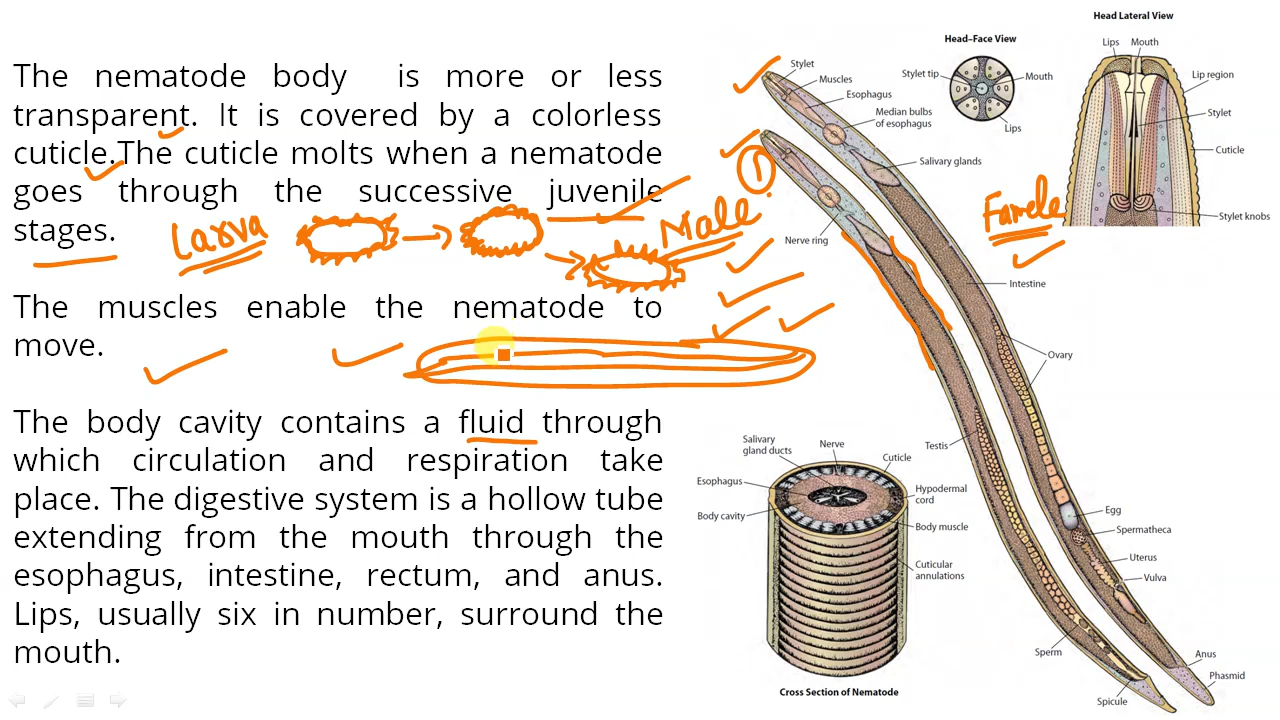 The nematode body is more or less
transparent. It is covered by a colorless
cuticle.The cuticle molts when a nematode
goes through the successive juvenile
stages.
Larva
Male
①
Famele
The muscles enable the nematode to
move.
The body cavity contains a fluid through
which circulation and respiration take
place. The digestive system is a hollow tube
extending from the mouth through the
esophagus, intestine, rectum, and anus.
Lips, usually six in number, surround the
mouth.
Stylet
Muscles
Esophagus
Median bulbs
of esophagus
Salivary glands
Nerve ring
Intestine
Ovary
Testis
Egg
Spermatheca
Uterus
Vulva
Sperm
Anus
Phasmid
Spicule
Head–Face View
Stylet tip
Mouth
Lips
Head Lateral View
Lips
Mouth
Lip region
Stylet
Cuticle
Stylet knobs
Salivary
gland ducts
Nerve
Cuticle
Esophagus
Hypodermal
cord
Body cavity
Body muscle
Cuticular
annulations
Cross Section of Nematode